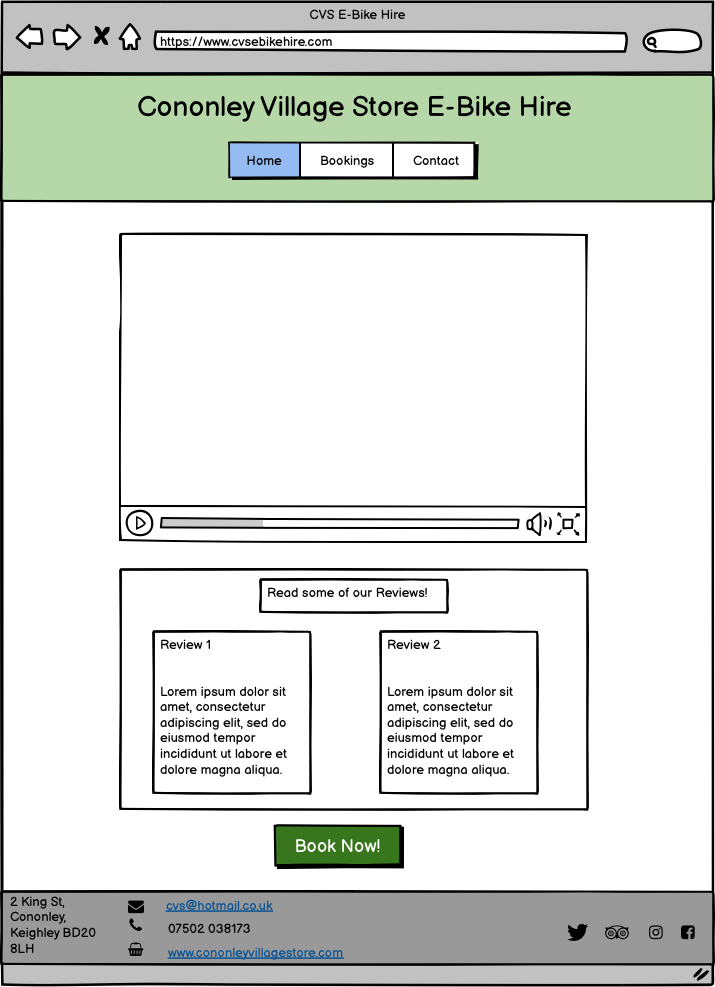 CVS E-Bike Hire
https://www.cvsebikehire.com
Cononley Village Store E-Bike Hire
Home
Bookings
Contact
Read some of our Reviews!
Review 1
Lorem ipsum dolor sit
amet, consectetur
adipiscing elit, sed do
eiusmod tempor
incididunt ut labore et
dolore magna aliqua.
Review 2
Lorem ipsum dolor sit
amet, consectetur
adipiscing elit, sed do
eiusmod tempor
incididunt ut labore et
dolore magna aliqua.
Book Now!
2 King St,
Cononley,
Keighley BD20
8LH
cvs@hotmail.co.uk
07502 038173
www.cononleyvillagestore.com